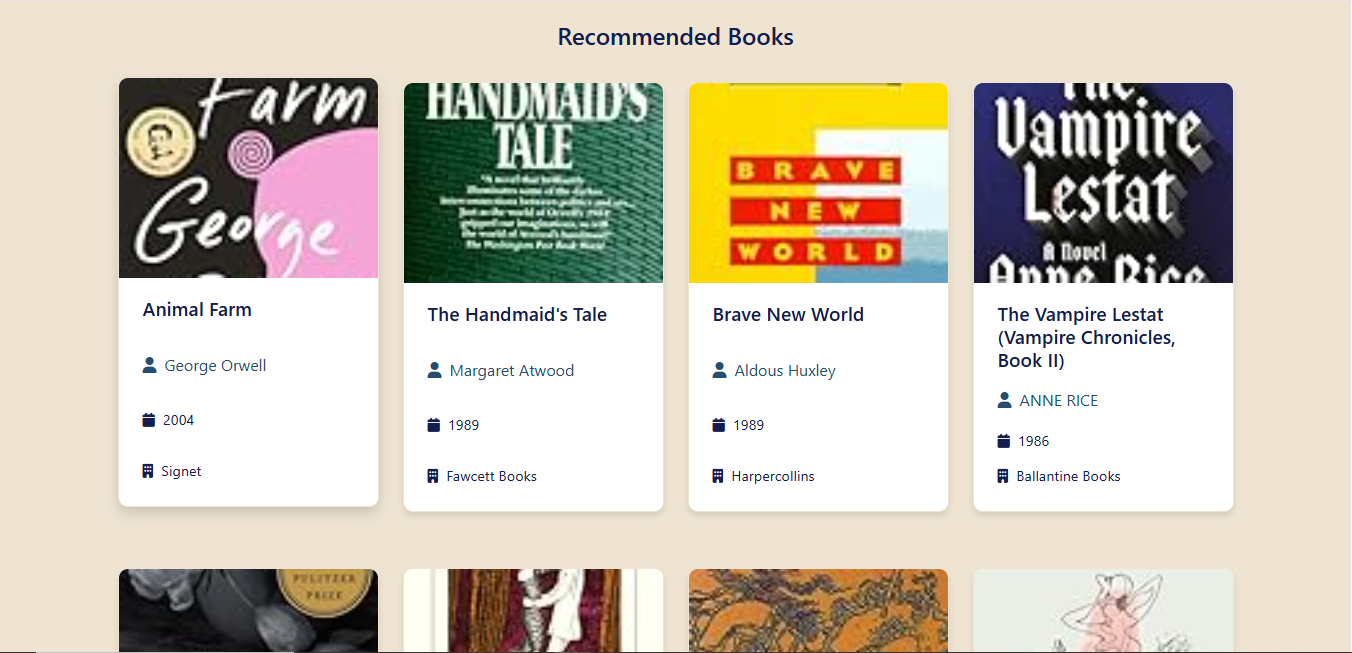 Recommended Books
Farm
George
HANDMAID'S
TALE
"A novel that brilliantly
illuminates some of the darker
interconnections between politics and sex...
Just as the world of Orwell's 1984
gripped our imaginations, so will
the world of Atwood's handmaid!"
The Washington Post Book World
BRAVE
NEW
WORLD
The
Vampire
Lestat
A Novel
Anne Rice
Animal Farm
George Orwell
2004
Signet
The Handmaid's Tale
Margaret Atwood
1989
Fawcett Books
Brave New World
Aldous Huxley
1989
Harpercollins
The Vampire Lestat
(Vampire Chronicles,
Book II)
ANNE RICE
1986
Ballantine Books
PULITZER
PRIZE